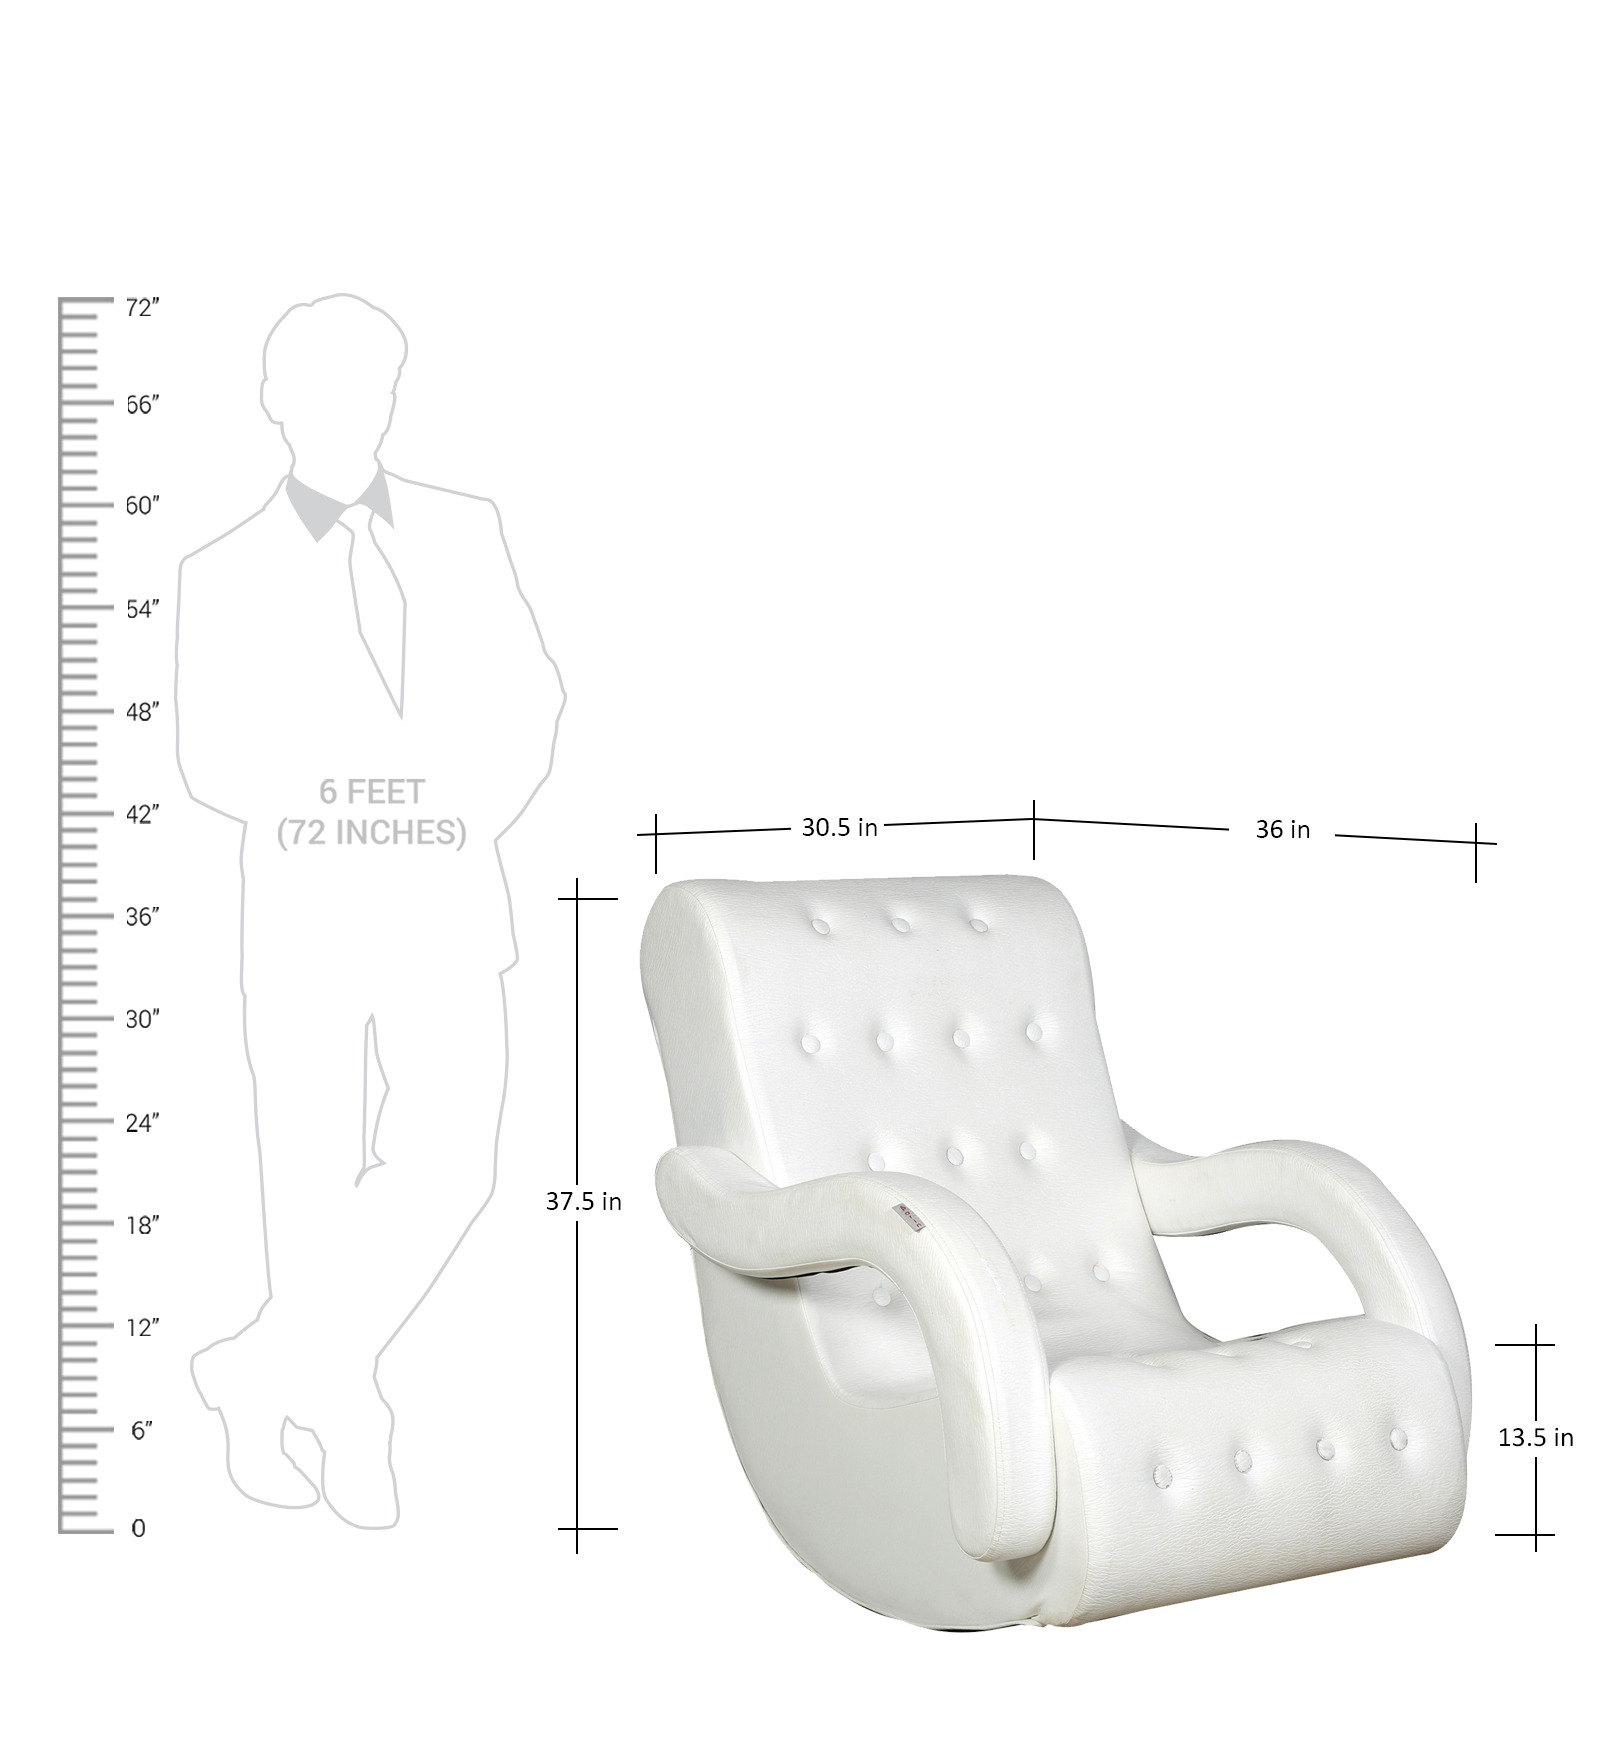 72”
66”
60”
54”
48”
42”
36”
30”
24”
18”
12”
6”
0
6 FEET
(72 INCHES)
30.5 in
36 in
37.5 in
13.5 in